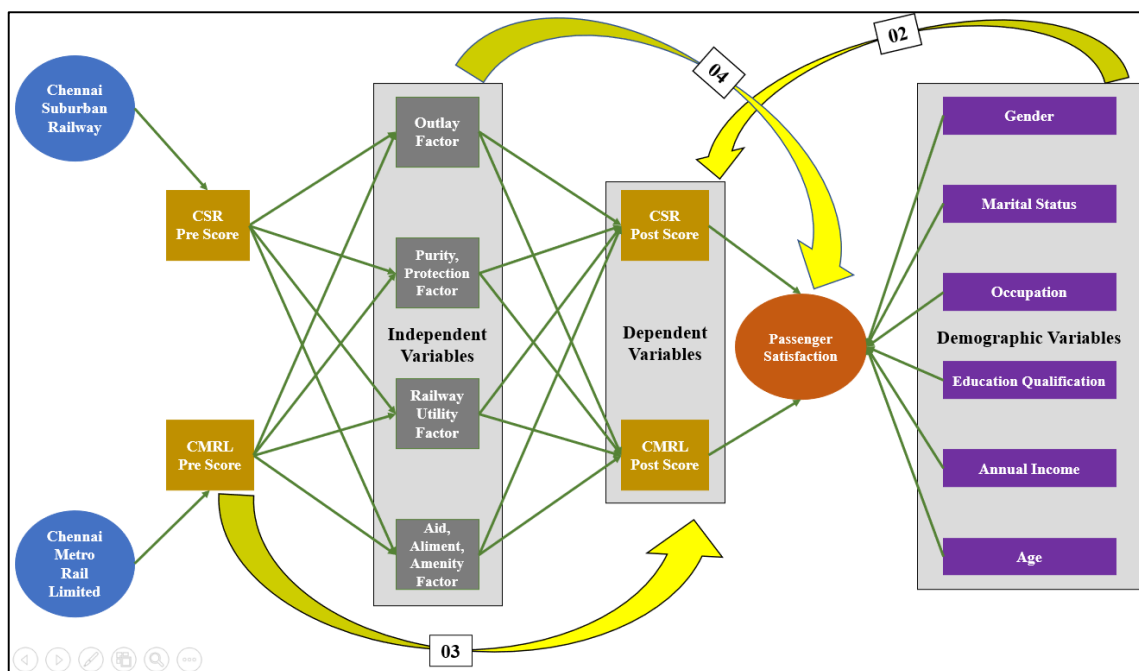 Chennai
Suburban
Railway
Chennai
Metro
Rail
Limited
CSR
Pre Score
CMRL
Pre Score
Outlay
Factor
Purity,
Protection
Factor
Independent
Variables
Railway
Utility
Factor
Aid,
Aliment,
Amenity
Factor
03
04
02
CSR
Post Score
Dependent
Variables
CMRL
Post Score
Passenger
Satisfaction
Gender
Marital Status
Occupation
Demographic Variables
Education Qualification
Annual Income
Age